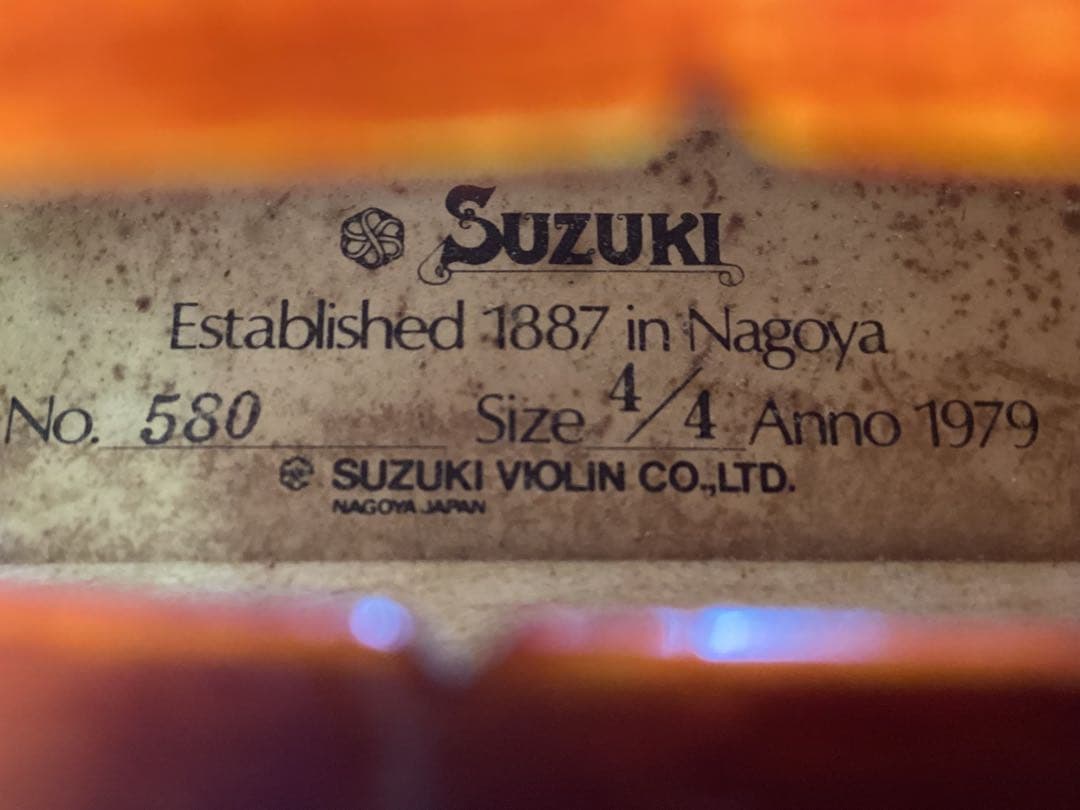 SUZUKI
Established 1887 in Nagoya
No. 580 Size 4/4 Anno 1979
SUZUKI VIOLIN CO.,LTD.
NAGOYA JAPAN